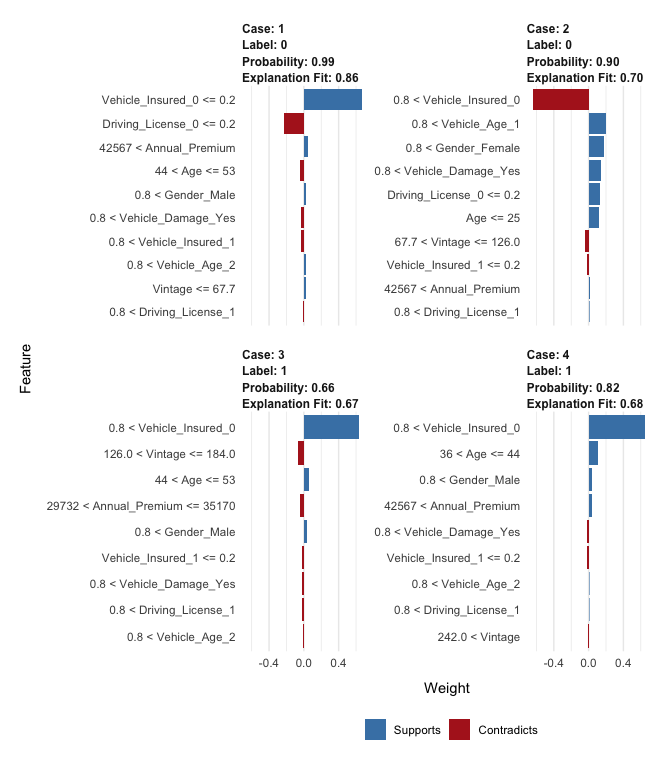 Case: 1
Label: 0
Probability: 0.99
Explanation Fit: 0.86
Vehicle_Insured_0 <= 0.2
Driving_License_0 <= 0.2
42567 < Annual_Premium
44 < Age <= 53
0.8 < Gender_Male
0.8 < Vehicle_Damage_Yes
0.8 < Vehicle_Insured_1
0.8 < Vehicle_Age_2
Vintage <= 67.7
0.8 < Driving_License_1
Case: 2
Label: 0
Probability: 0.90
Explanation Fit: 0.70
0.8 < Vehicle_Insured_0
0.8 < Vehicle_Age_1
0.8 < Gender_Female
0.8 < Vehicle_Damage_Yes
Driving_License_0 <= 0.2
Age <= 25
67.7 < Vintage <= 126.0
Vehicle_Insured_1 <= 0.2
42567 < Annual_Premium
0.8 < Driving_License_1
Feature
Case: 3
Label: 1
Probability: 0.66
Explanation Fit: 0.67
0.8 < Vehicle_Insured_0
126.0 < Vintage <= 184.0
44 < Age <= 53
29732 < Annual_Premium <= 35170
0.8 < Gender_Male
Vehicle_Insured_1 <= 0.2
0.8 < Vehicle_Damage_Yes
0.8 < Driving_License_1
0.8 < Vehicle_Age_2
-0.4 0.0 0.4
Case: 4
Label: 1
Probability: 0.82
Explanation Fit: 0.68
0.8 < Vehicle_Insured_0
36 < Age <= 44
0.8 < Gender_Male
42567 < Annual_Premium
0.8 < Vehicle_Damage_Yes
Vehicle_Insured_1 <= 0.2
0.8 < Vehicle_Age_2
0.8 < Driving_License_1
242.0 < Vintage
-0.4 0.0 0.4
Weight
Supports Contradicts